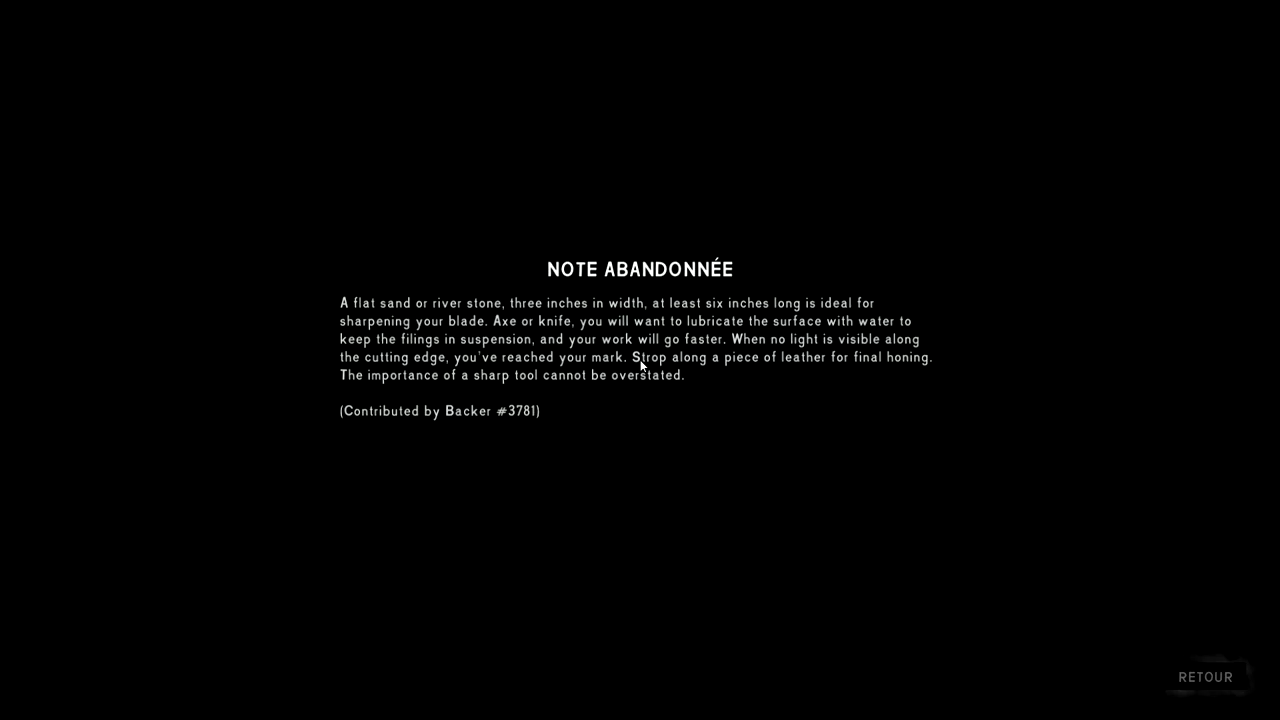 NOTE ABANDONNÉE
A flat sand or river stone, three inches in width, at least six inches long is ideal for
sharpening your blade. Axe or knife, you will want to lubricate the surface with water to
keep the filings in suspension, and your work will go faster. When no light is visible along
the cutting edge, you've reached your mark. Strop along a piece of leather for final honing.
The importance of a sharp tool cannot be overstated.
(Contributed by Backer #3781)
RETOUR